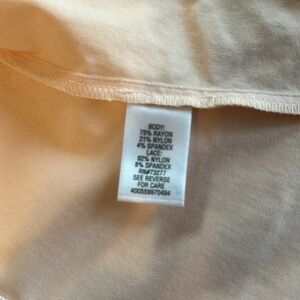 BODY:
75% RAYON
21% NYLON
4% SPANDEX
LACE:
92% NYLON
8% SPANDEX
RN#73277
SEE REVERSE
FOR CARE
400559970494